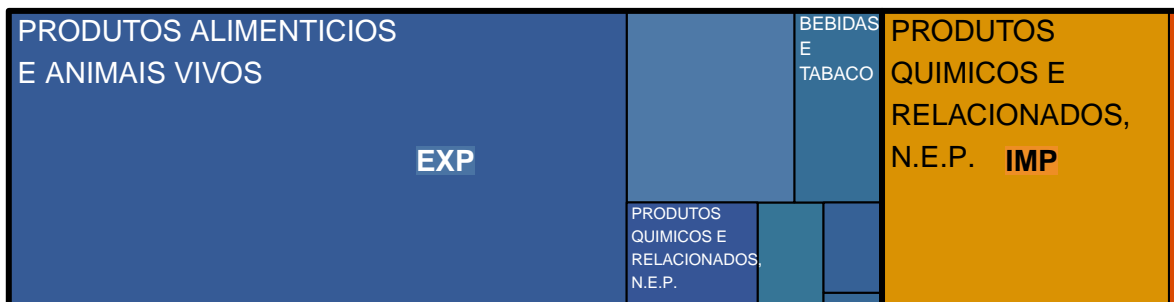 PRODUTOS ALIMENTICIOS
E ANIMAIS VIVOS
EXP
BEBIDAS
E
TABACO
PRODUTOS
QUIMICOS E
RELACIONADOS,
N.E.P.
PRODUTOS
QUIMICOS E
RELACIONADOS,
N.E.P.
IMP